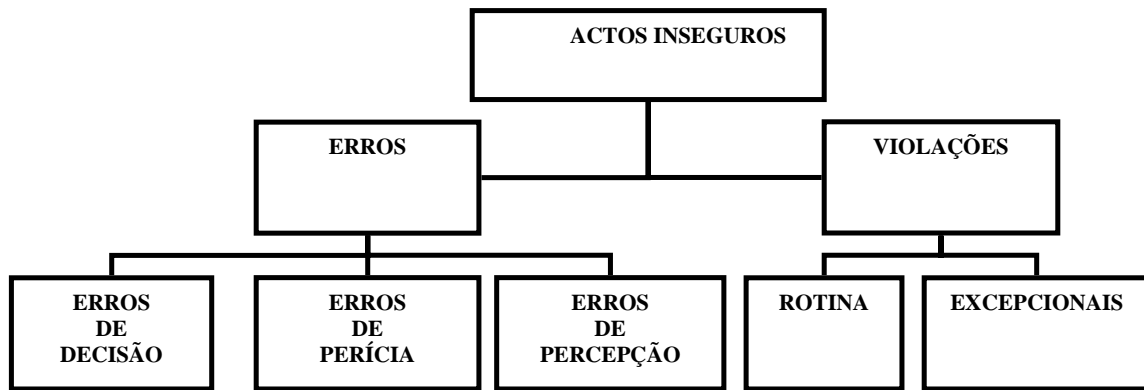 ACTOS INSEGUROS
ERROS
VIOLAÇÕES
ERROS
DE
DECISÃO
ERROS
DE
PERÍCIA
ERROS
DE
PERCEPÇÃO
ROTINA
EXCEPCIONAIS